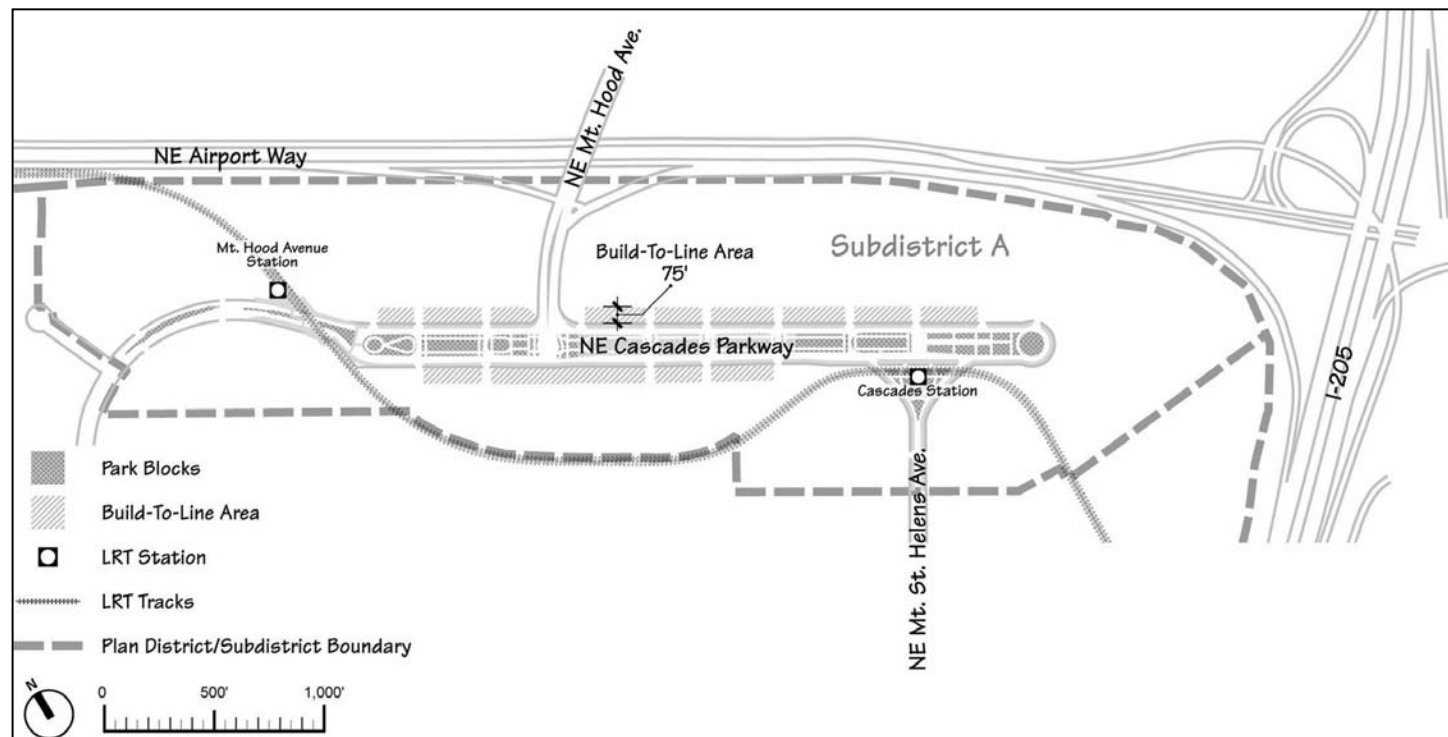 NE Mt. Hood Ave.
NE Airport Way
Mt. Hood Avenue
Station
Build-To-Line Area
75'
Subdistrict A
NE Cascades Parkway
Cascades Station
I-205
NE Mt. St. Helens Ave.
Park Blocks
Build-To-Line Area
LRT Station
LRT Tracks
Plan District/Subdistrict Boundary
N
0 500' 1,000'